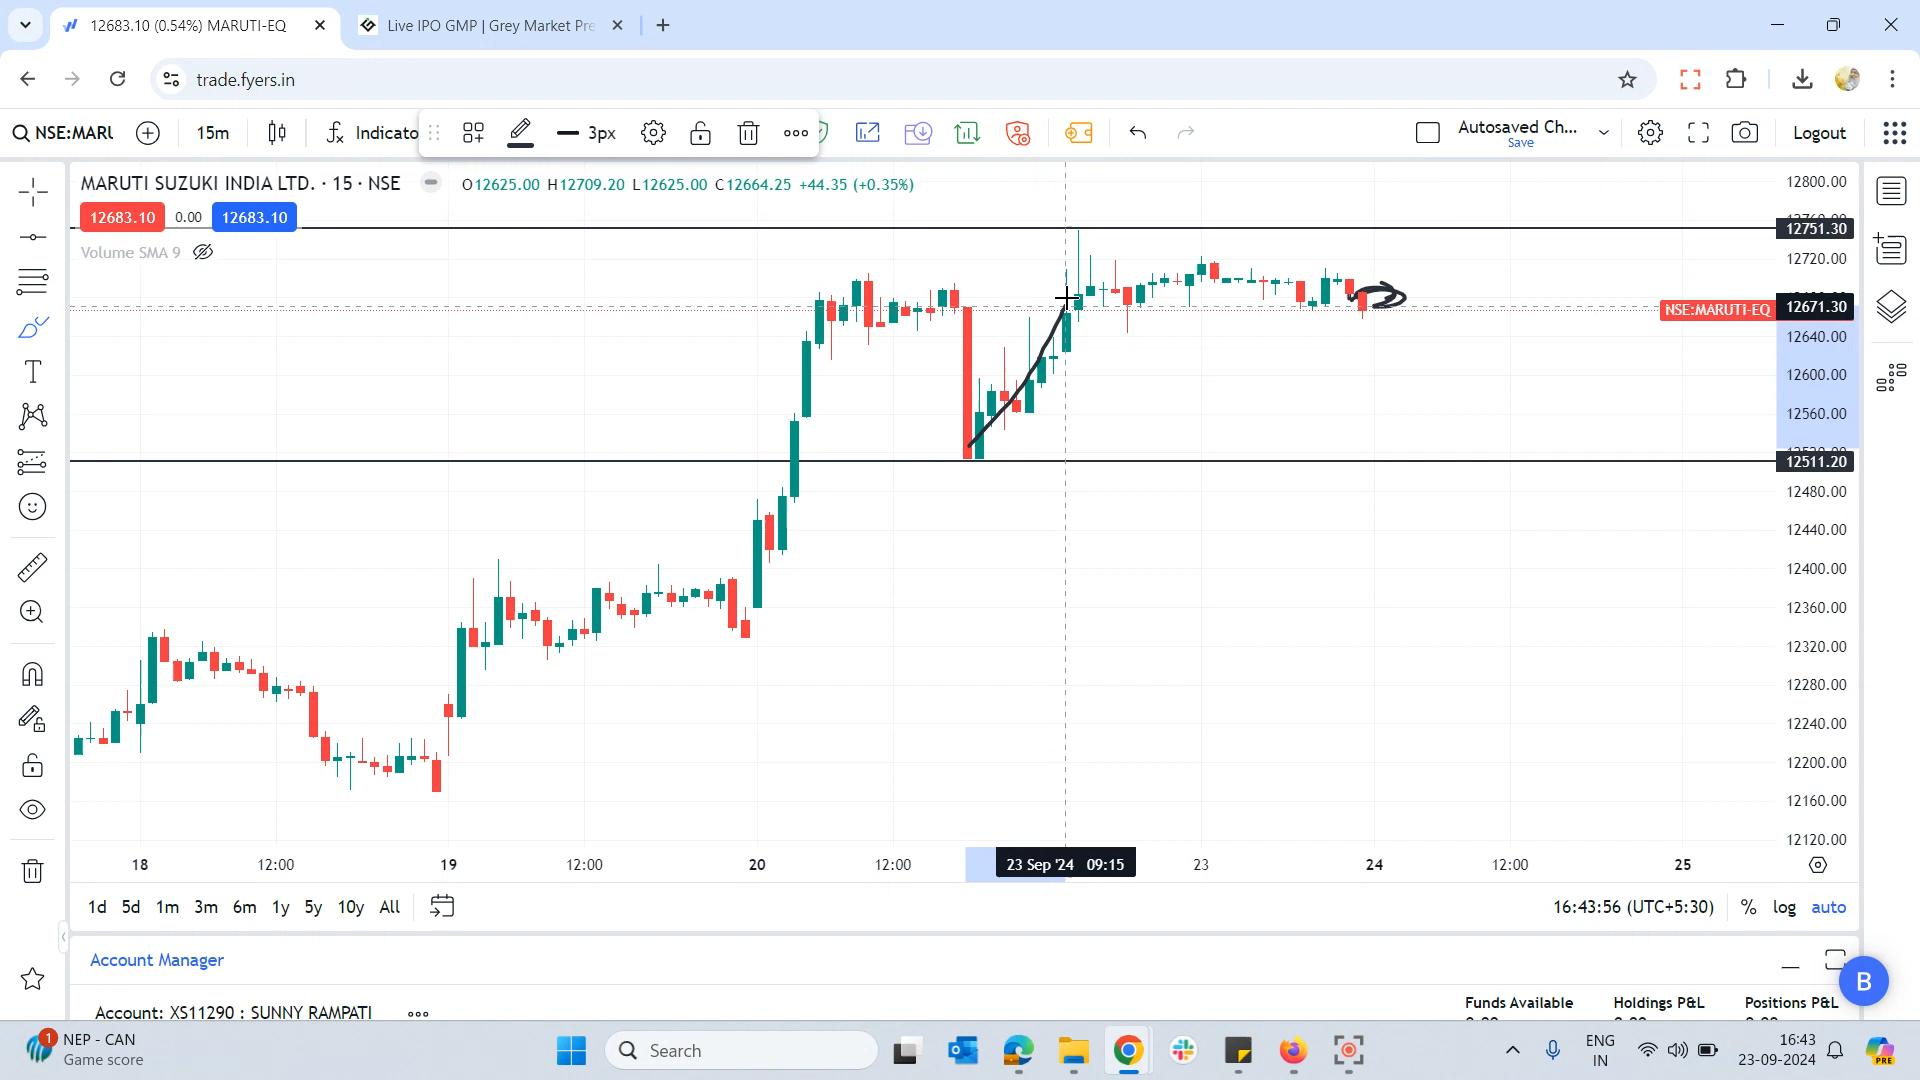 12683.10 (0.54%) MARUTI-EQ
Live IPO GMP | Grey Market Pre
trade.fyers.in
NSE:MARU
15m
Indicato
3px
Autosaved Ch...
Save
Logout
MARUTI SUZUKI INDIA LTD. · 15 · NSE
O12625.00 H12709.20 L12625.00 C12664.25 +44.35 (+0.35%)
12683.10
0.00
12683.10
Volume SMA 9
12800.00
12751.30
12720.00
NSE:MARUTI-EQ
12671.30
12640.00
12600.00
12560.00
12511.20
12480.00
12440.00
12400.00
12360.00
12320.00
12280.00
12240.00
12200.00
12160.00
12120.00
18
12:00
19
12:00
20
12:00
23 Sep '24 09:15
23
24
12:00
25
1d 5d 1m 3m 6m 1y 5y 10y All
16:43:56 (UTC+5:30)
% log auto
Account Manager
B
Account: XS11290 : SUNNY RAMPATI
Funds Available
Holdings P&L
Positions P&L
1
NEP - CAN
Game score
Search
ENG
IN
16:43
23-09-2024
PRE